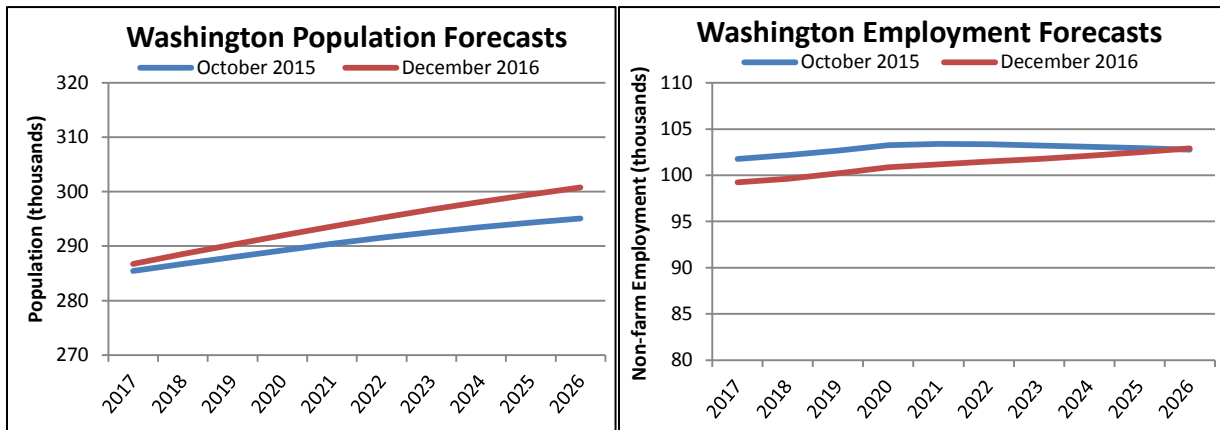 Washington Population Forecasts
October 2015 December 2016
Population (thousands)
320
310
300
290
280
270
2017 2018 2019 2020 2021 2022 2023 2024 2025 2026
Washington Employment Forecasts
October 2015 December 2016
Non-farm Employment (thousands)
110
105
100
95
90
85
80
2017 2018 2019 2020 2021 2022 2023 2024 2025 2026